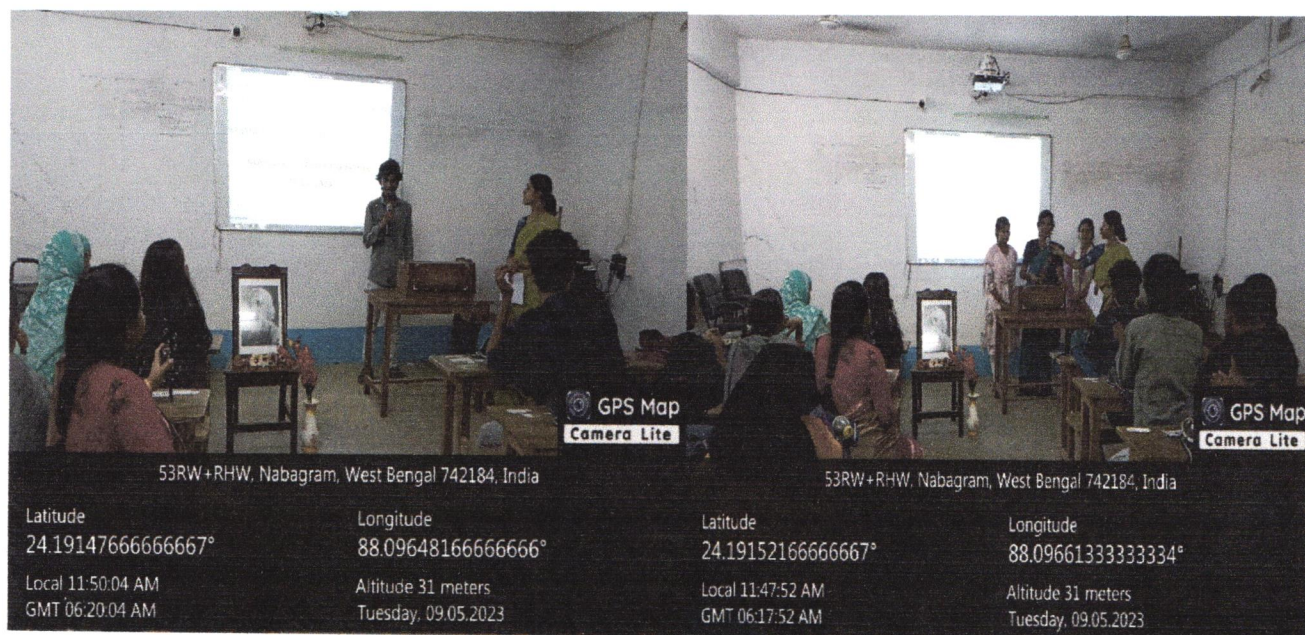 GPS Map
Camera Lite
53RW+RHW, Nabagram, West Bengal 742184, India
Latitude
24.19147666666667°
Longitude
88.09648166666666°
Local 11:50:04 AM
GMT 06:20:04 AM
Altitude 31 meters
Tuesday, 09.05.2023
GPS Map
Camera Lite
53RW+RHW, Nabagram, West Bengal 742184, India
Latitude
24.19152166666667°
Longitude
88.09661333333334°
Local 11:47:52 AM
GMT 06:17:52 AM
Altitude 31 meters
Tuesday, 09.05.2023